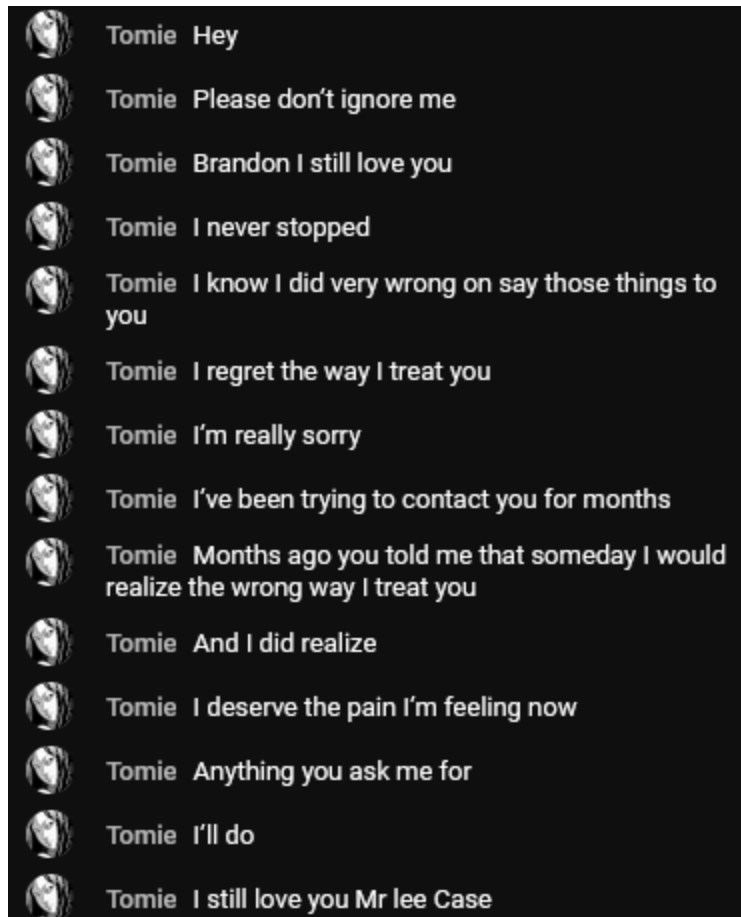 Tomie Hey
Tomie Please don’t ignore me
Tomie Brandon I still love you
Tomie I never stopped
Tomie I know I did very wrong on say those things to
you
Tomie I regret the way I treat you
Tomie I’m really sorry
Tomie I’ve been trying to contact you for months
Tomie Months ago you told me that someday I would
realize the wrong way I treat you
Tomie And I did realize
Tomie I deserve the pain I’m feeling now
Tomie Anything you ask me for
Tomie I’ll do
Tomie I still love you Mr lee Case